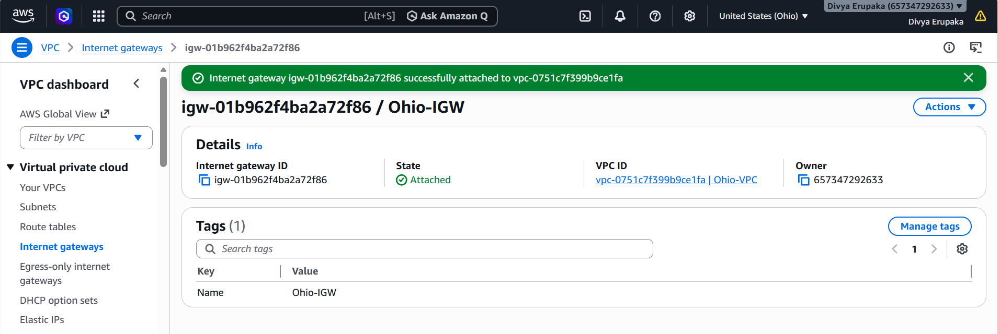 aws
Search [Alt+S] Ask Amazon Q
United States (Ohio) ▼
Divya Erupaka (657347292633) ▼
Divya Erupaka
VPC > Internet gateways > igw-01b962f4ba2a72f86
VPC dashboard
AWS Global View
Filter by VPC
Virtual private cloud
Your VPCs
Subnets
Route tables
Internet gateways
Egress-only internet
gateways
DHCP option sets
Elastic IPs
Internet gateway igw-01b962f4ba2a72f86 successfully attached to vpc-0751c7f399b9ce1fa
igw-01b962f4ba2a72f86 / Ohio-IGW
Actions ▼
Details Info
Internet gateway ID
igw-01b962f4ba2a72f86
State
Attached
VPC ID
vpc-0751c7f399b9ce1fa | Ohio-VPC
Owner
657347292633
Tags (1)
Manage tags
Search tags
1
Key Value
Name Ohio-IGW